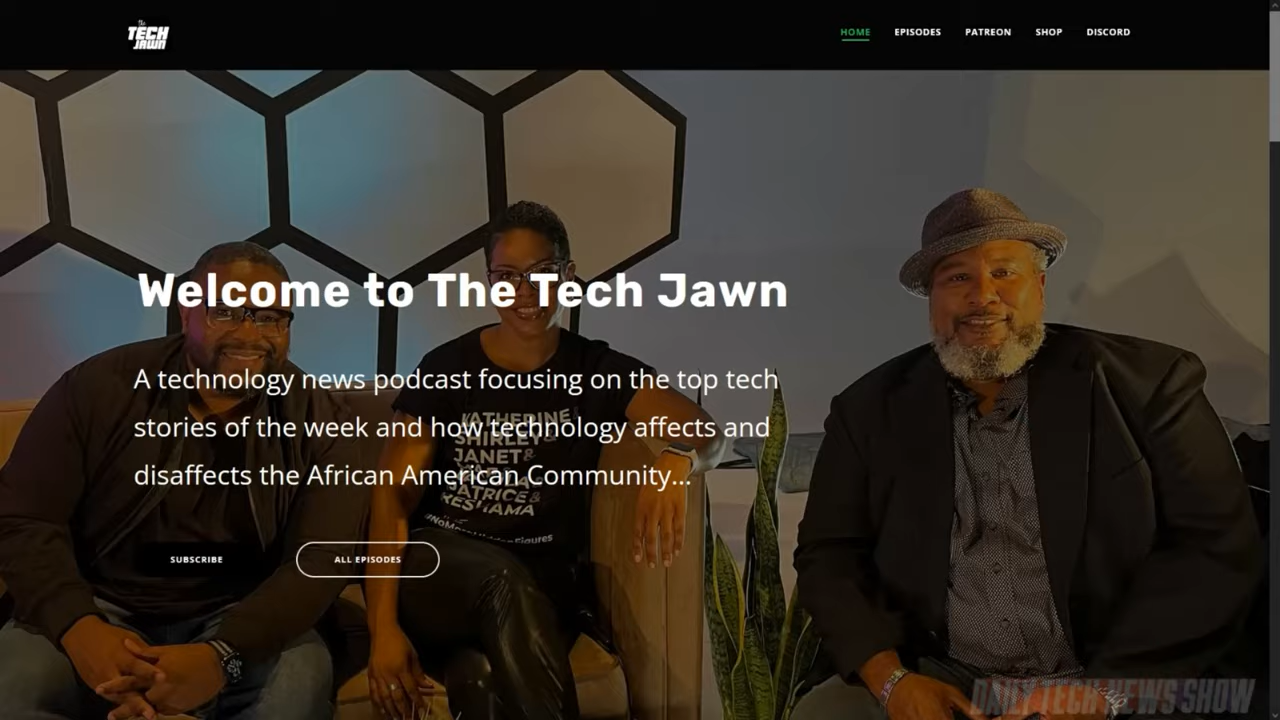 the
TECH
JAWN
HOME EPISODES PATREON SHOP DISCORD
Welcome to The Tech Jawn
A technology news podcast focusing on the top tech
stories of the week and how technology affects and
disaffects the African American Community...
KATHERINE
SHIRLEY&
JANET&
RESHMA
SUBSCRIBE
ALL EPISODES
DAILY TECH NEWS SHOW